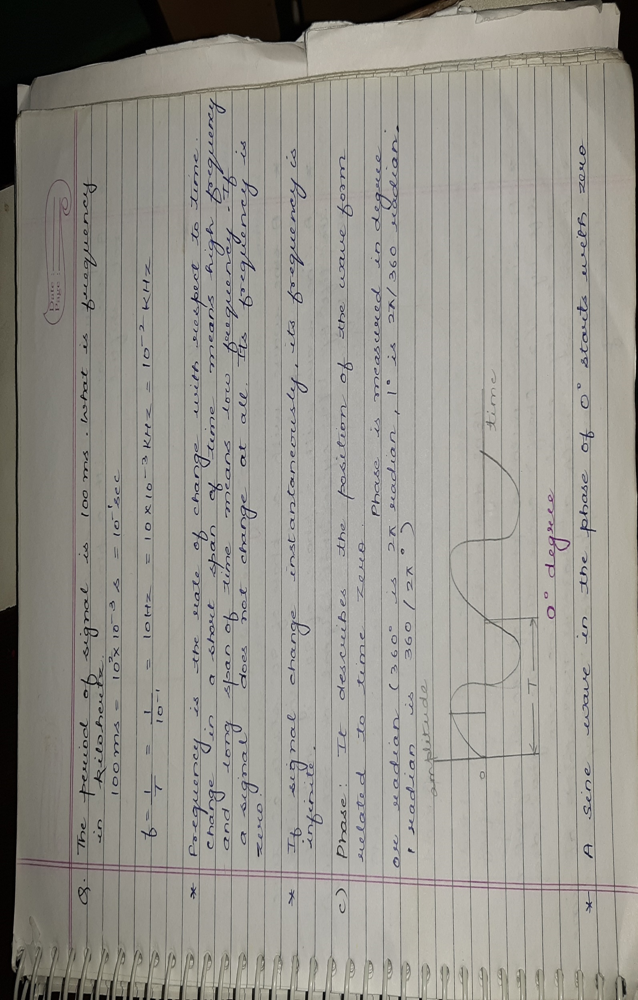 Date :
Page :
Q. The period of signal is 100 ms . what is frequency
in kilohertz.
100 ms = 10² x 10⁻³ s = 10⁻¹ sec
f = 1/T = 1/10⁻¹ = 10 Hz = 10 x 10⁻³ KHz = 10⁻² KHz
* Frequency is the rate of change with respect to time.
change in a short span of time means high frequency
and long span of time means low frequency. If
a signal does not change at all. Its frequency is
zero.
* If signal change instantaneously, its frequency is
infinite.
c) Phase: It describes the position of the wave form
related to time zero.
Phase is measured in degree
or radian (360° is 2π radian, 1° is 2π/360 radian.
1 radian is 360 / 2π°)
amplitude
0
time
T
0° degree
* A sine wave in the phase of 0° starts with zero